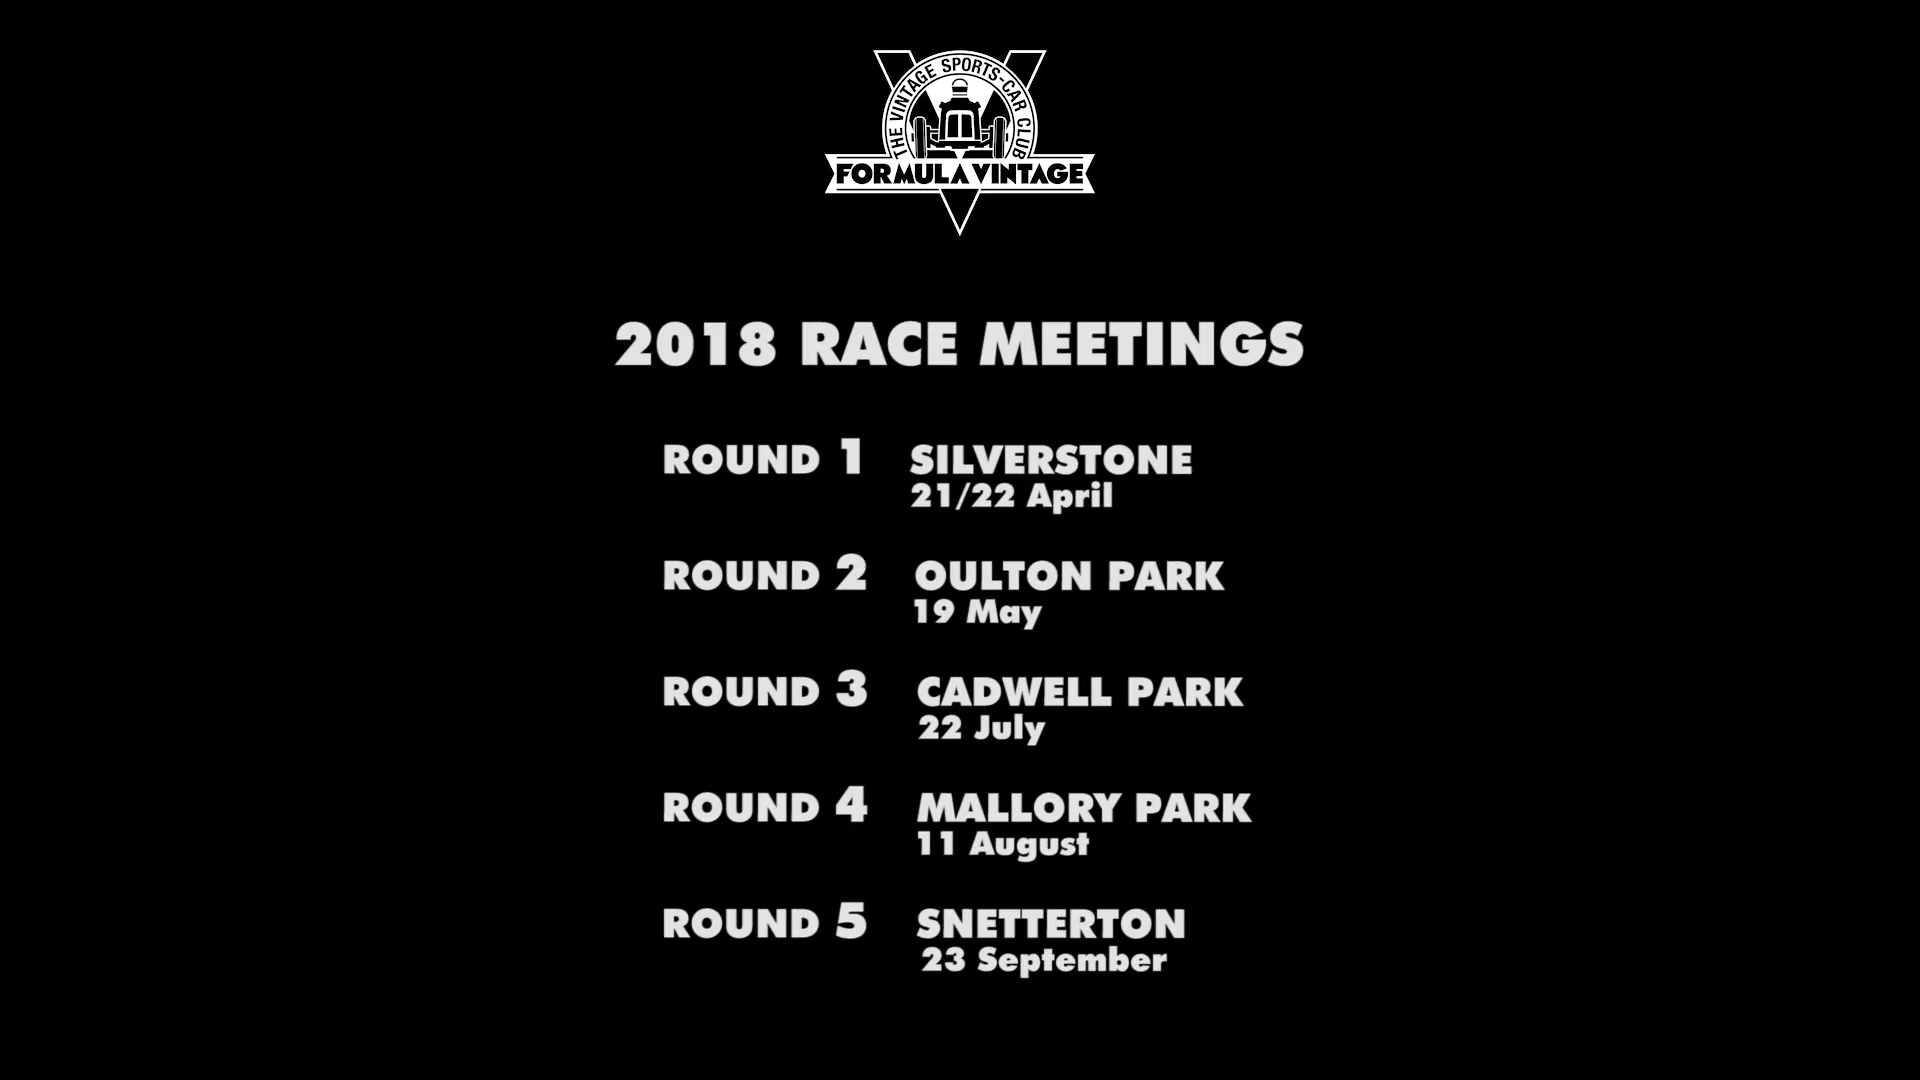 THE VINTAGE SPORTS-CAR CLUB
FORMULA VINTAGE
2018 RACE MEETINGS
ROUND 1 SILVERSTONE
21/22 April
ROUND 2 OULTON PARK
19 May
ROUND 3 CADWELL PARK
22 July
ROUND 4 MALLORY PARK
11 August
ROUND 5 SNETTERTON
23 September